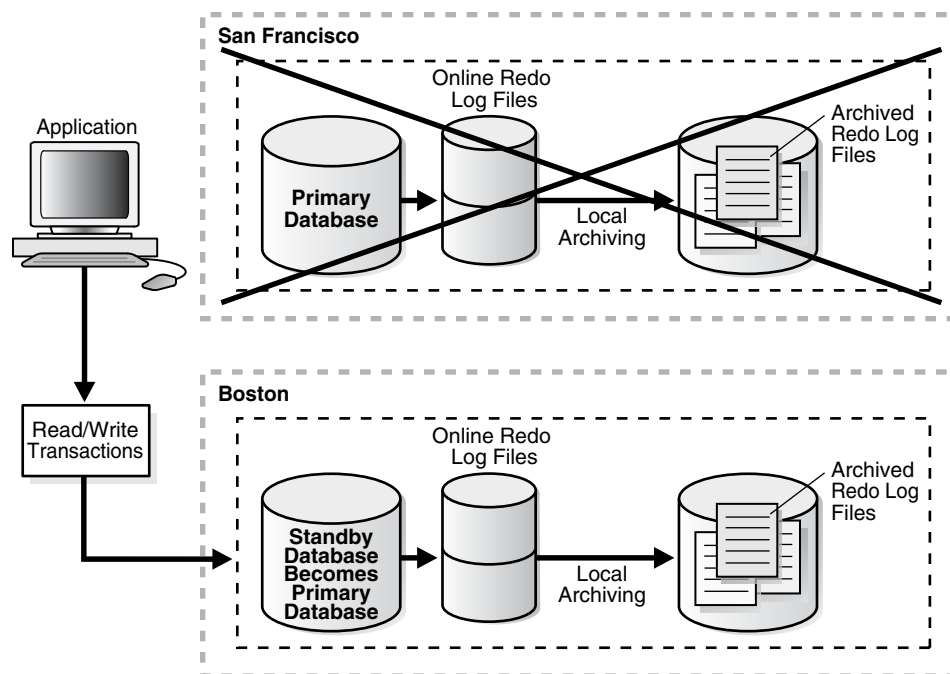 San Francisco
Online Redo
Log Files
Archived
Redo Log
Files
Application
Primary
Database
Local
Archiving
Boston
Read/Write
Transactions
Online Redo
Log Files
Archived
Redo Log
Files
Standby
Database
Becomes
Primary
Database
Local
Archiving